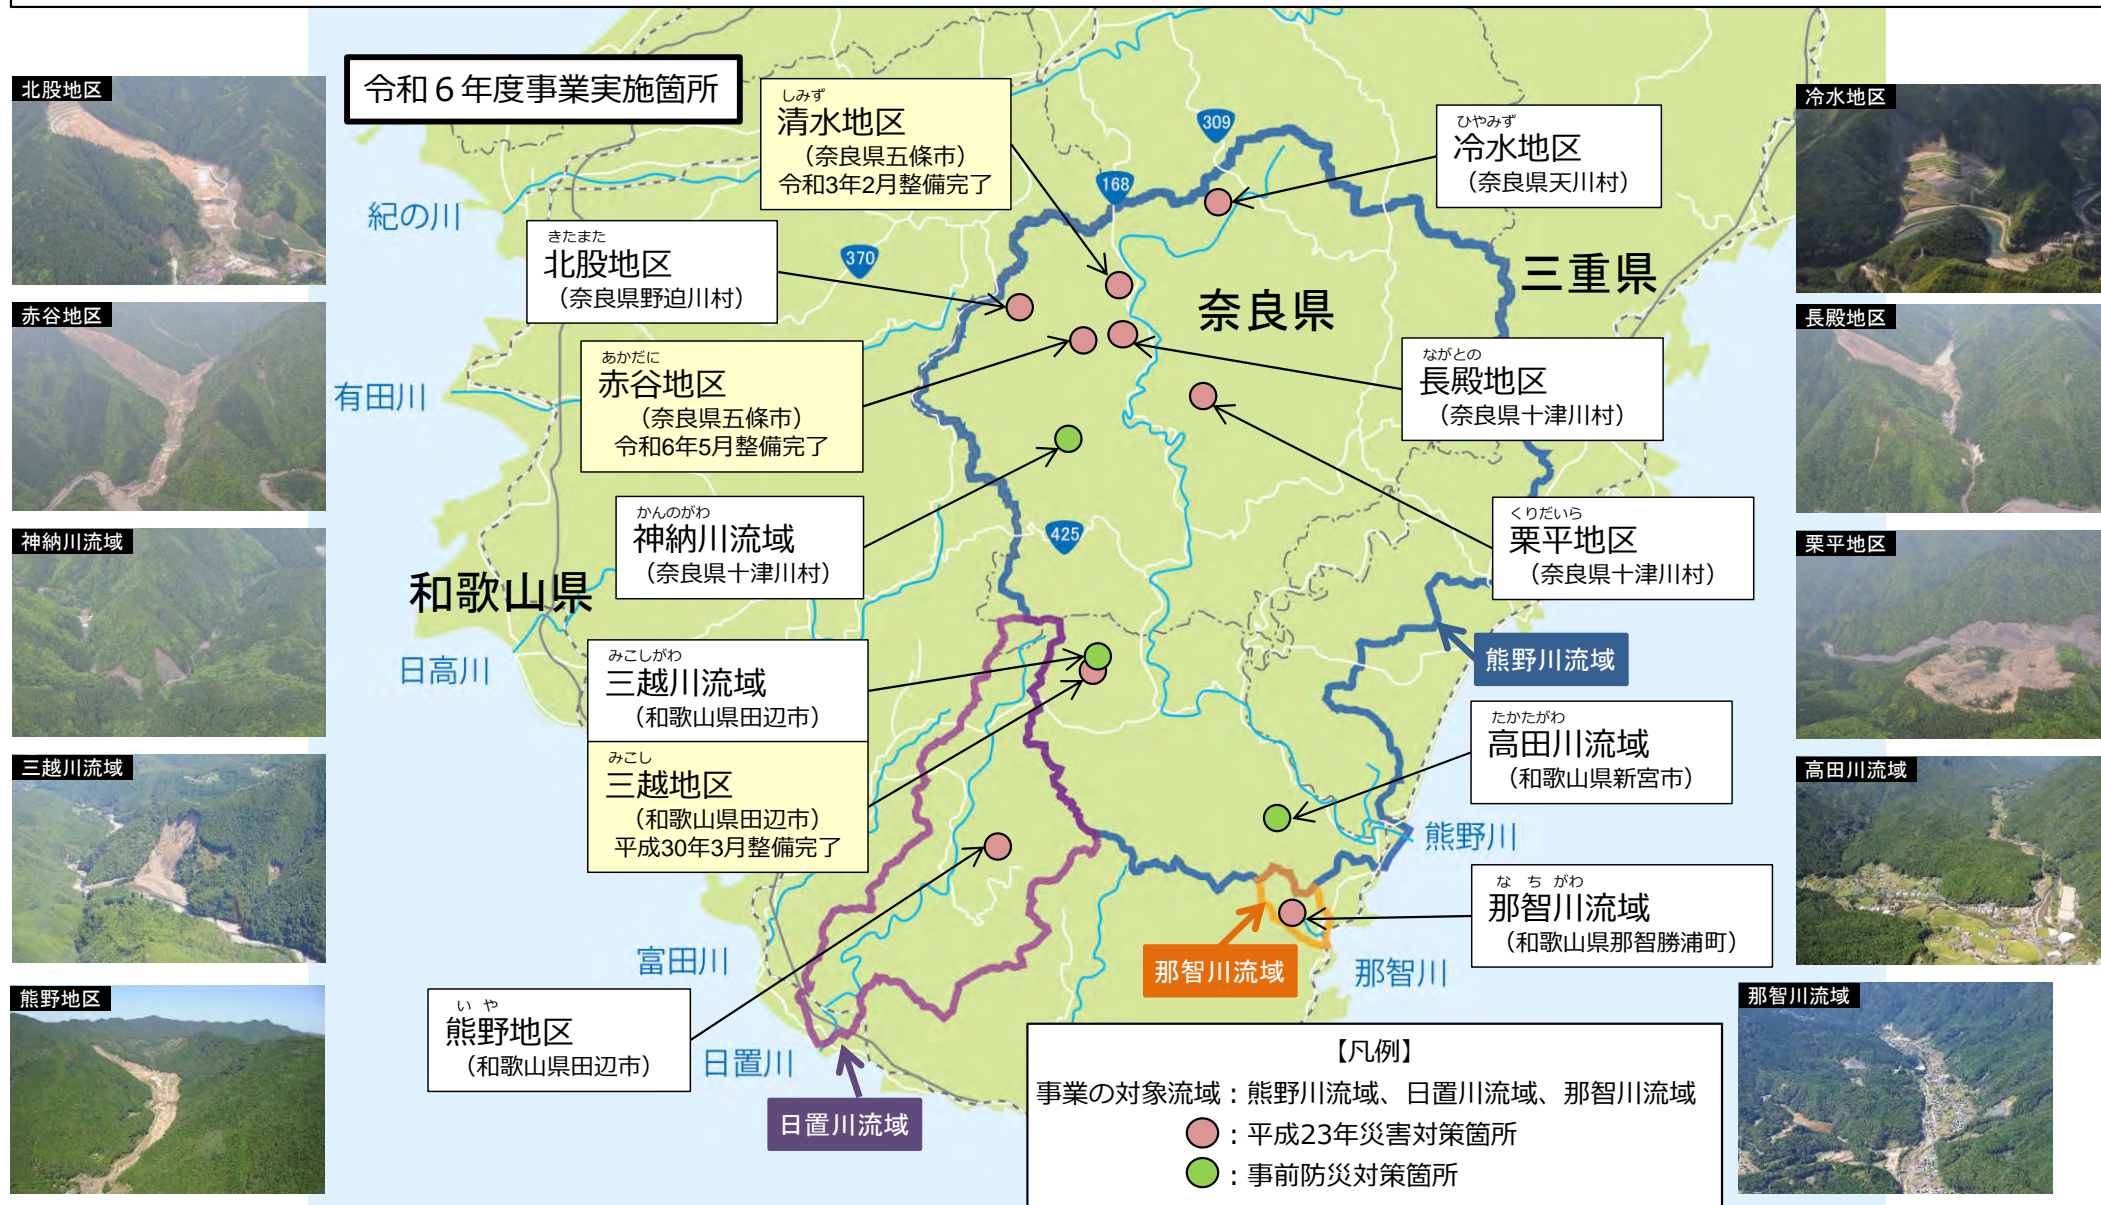 令和６年度事業実施箇所
北股地区
赤谷地区
神納川流域
三越川流域
熊野地区
冷水地区
長殿地区
栗平地区
高田川流域
那智川流域
しみず
清水地区
（奈良県五條市）
令和3年2月整備完了
ひやみず
冷水地区
（奈良県天川村）
きたまた
北股地区
（奈良県野迫川村）
あかだに
赤谷地区
（奈良県五條市）
令和6年5月整備完了
ながとの
長殿地区
（奈良県十津川村）
かんのがわ
神納川流域
（奈良県十津川村）
くりだいら
栗平地区
（奈良県十津川村）
みこしがわ
三越川流域
（和歌山県田辺市）
みこし
三越地区
（和歌山県田辺市）
平成30年3月整備完了
たかたがわ
高田川流域
（和歌山県新宮市）
な ち がわ
那智川流域
（和歌山県那智勝浦町）
い や
熊野地区
（和歌山県田辺市）
309
168
370
425
奈良県
三重県
和歌山県
紀の川
有田川
日高川
富田川
日置川
熊野川
那智川
熊野川流域
那智川流域
日置川流域
【凡例】
事業の対象流域：熊野川流域、日置川流域、那智川流域
：平成23年災害対策箇所
：事前防災対策箇所